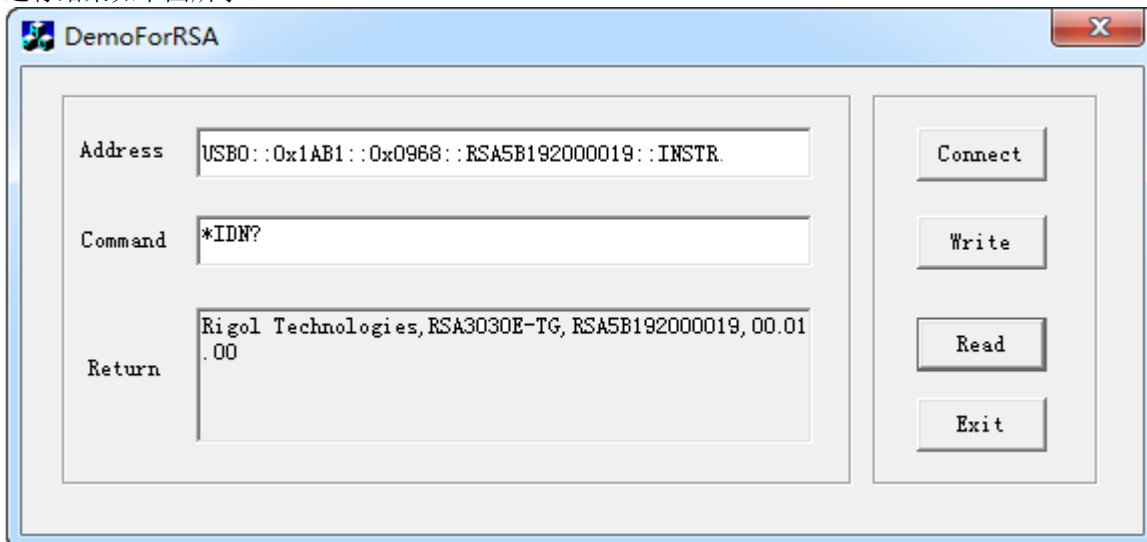 DemoForRSA
Address
USB0::0x1AB1::0x0968::RSA5B192000019::INSTR.
Connect
Command
*IDN?
Write
Return
Rigol Technologies,RSA3030E-TG,RSA5B192000019,00.01
.00
Read
Exit